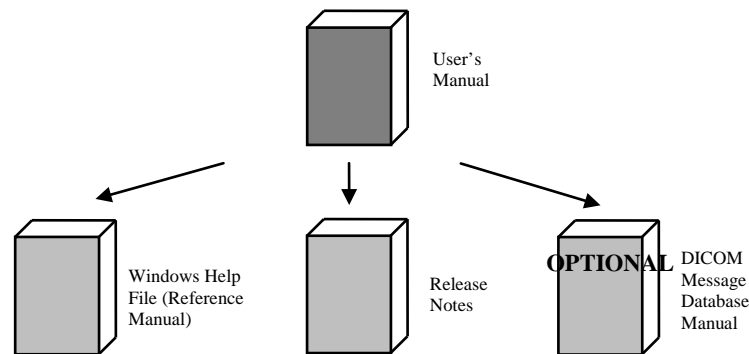 User’s
Manual
Windows Help
File (Reference
Manual)
Release
Notes
OPTIONAL
DICOM
Message
Database
Manual